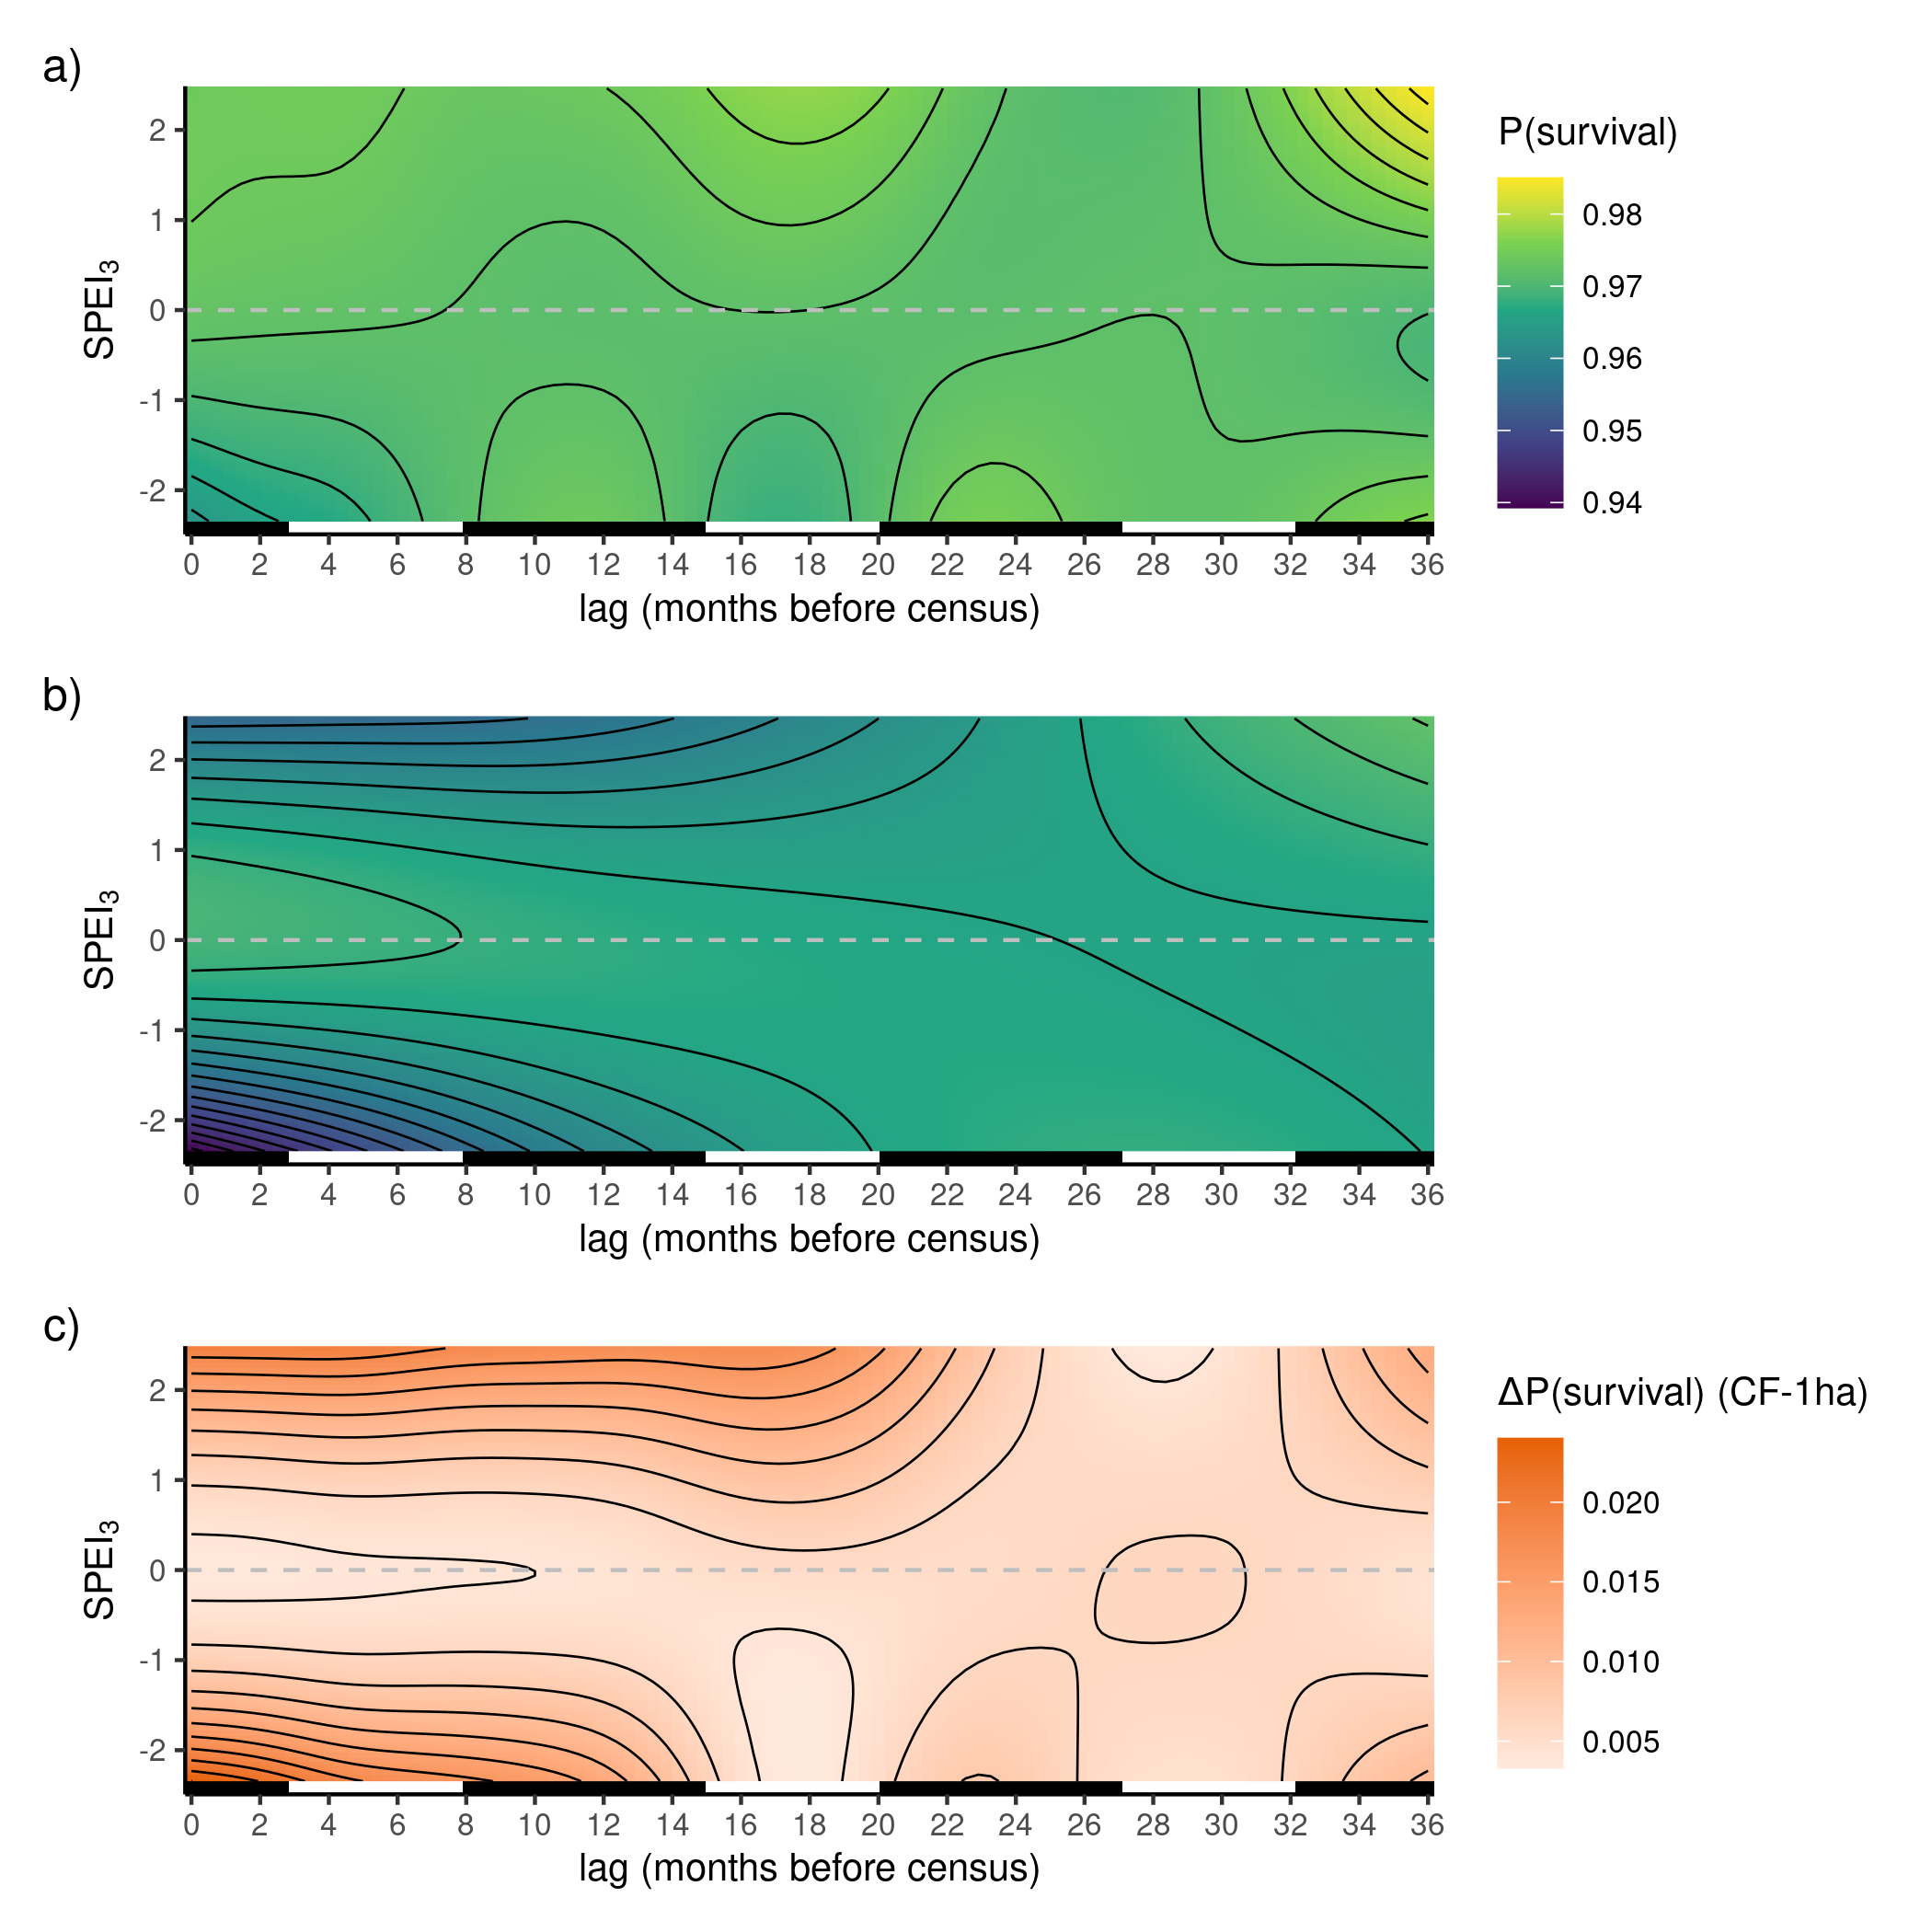 a)
2
1
0
-1
-2
SPEI₃
0 2 4 6 8 10 12 14 16 18 20 22 24 26 28 30 32 34 36
lag (months before census)
P(survival)
0.98
0.97
0.96
0.95
0.94
b)
2
1
0
-1
-2
SPEI₃
0 2 4 6 8 10 12 14 16 18 20 22 24 26 28 30 32 34 36
lag (months before census)
c)
2
1
0
-1
-2
SPEI₃
0 2 4 6 8 10 12 14 16 18 20 22 24 26 28 30 32 34 36
lag (months before census)
ΔP(survival) (CF-1ha)
0.020
0.015
0.010
0.005